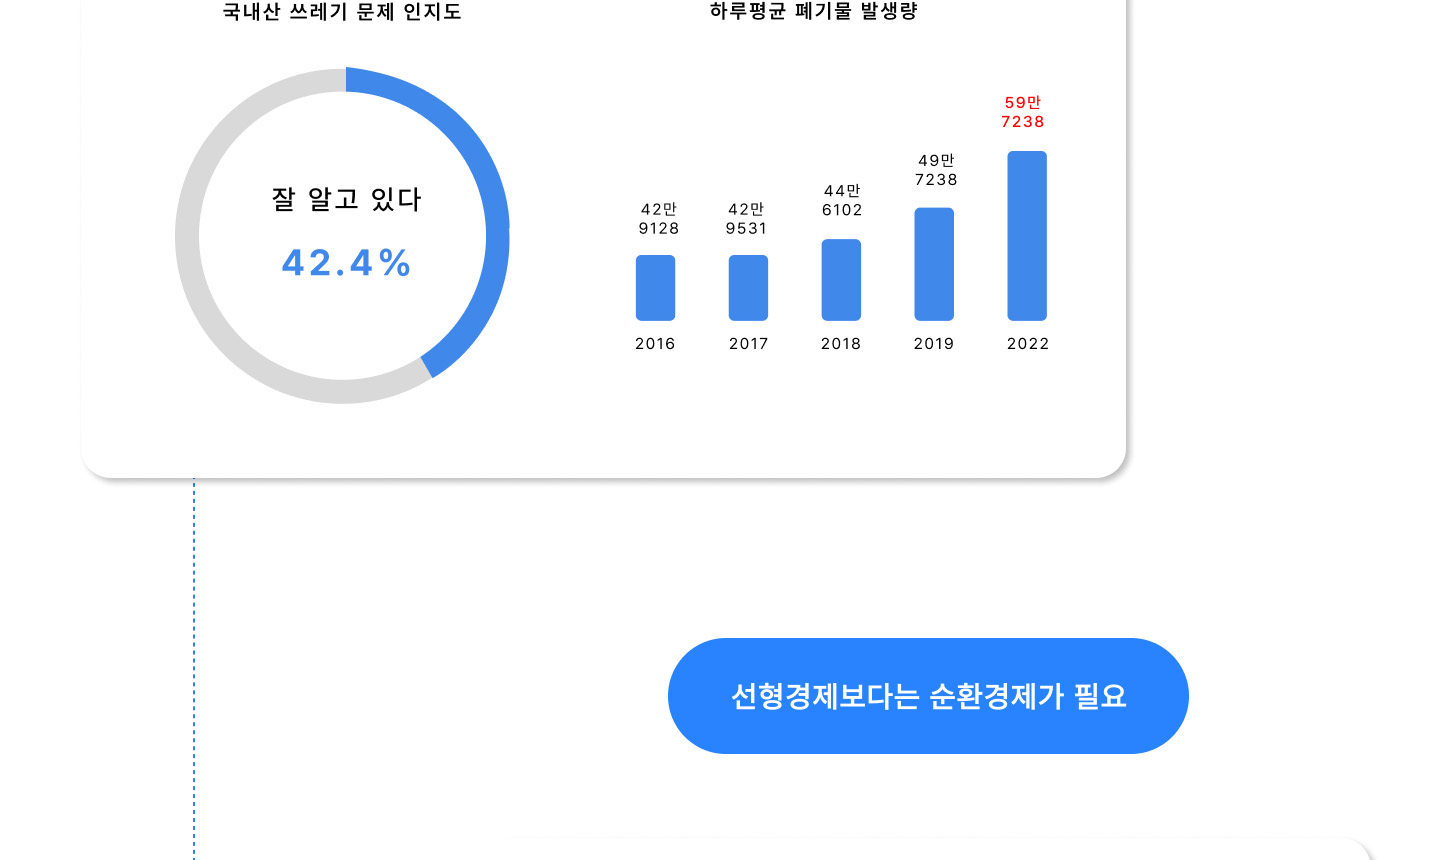 국내산 쓰레기 문제 인지도
잘 알고 있다
42.4%
하루평균 폐기물 발생량
42만
9128
42만
9531
44만
6102
49만
7238
59만
7238
2016
2017
2018
2019
2022
선형경제보다는 순환경제가 필요